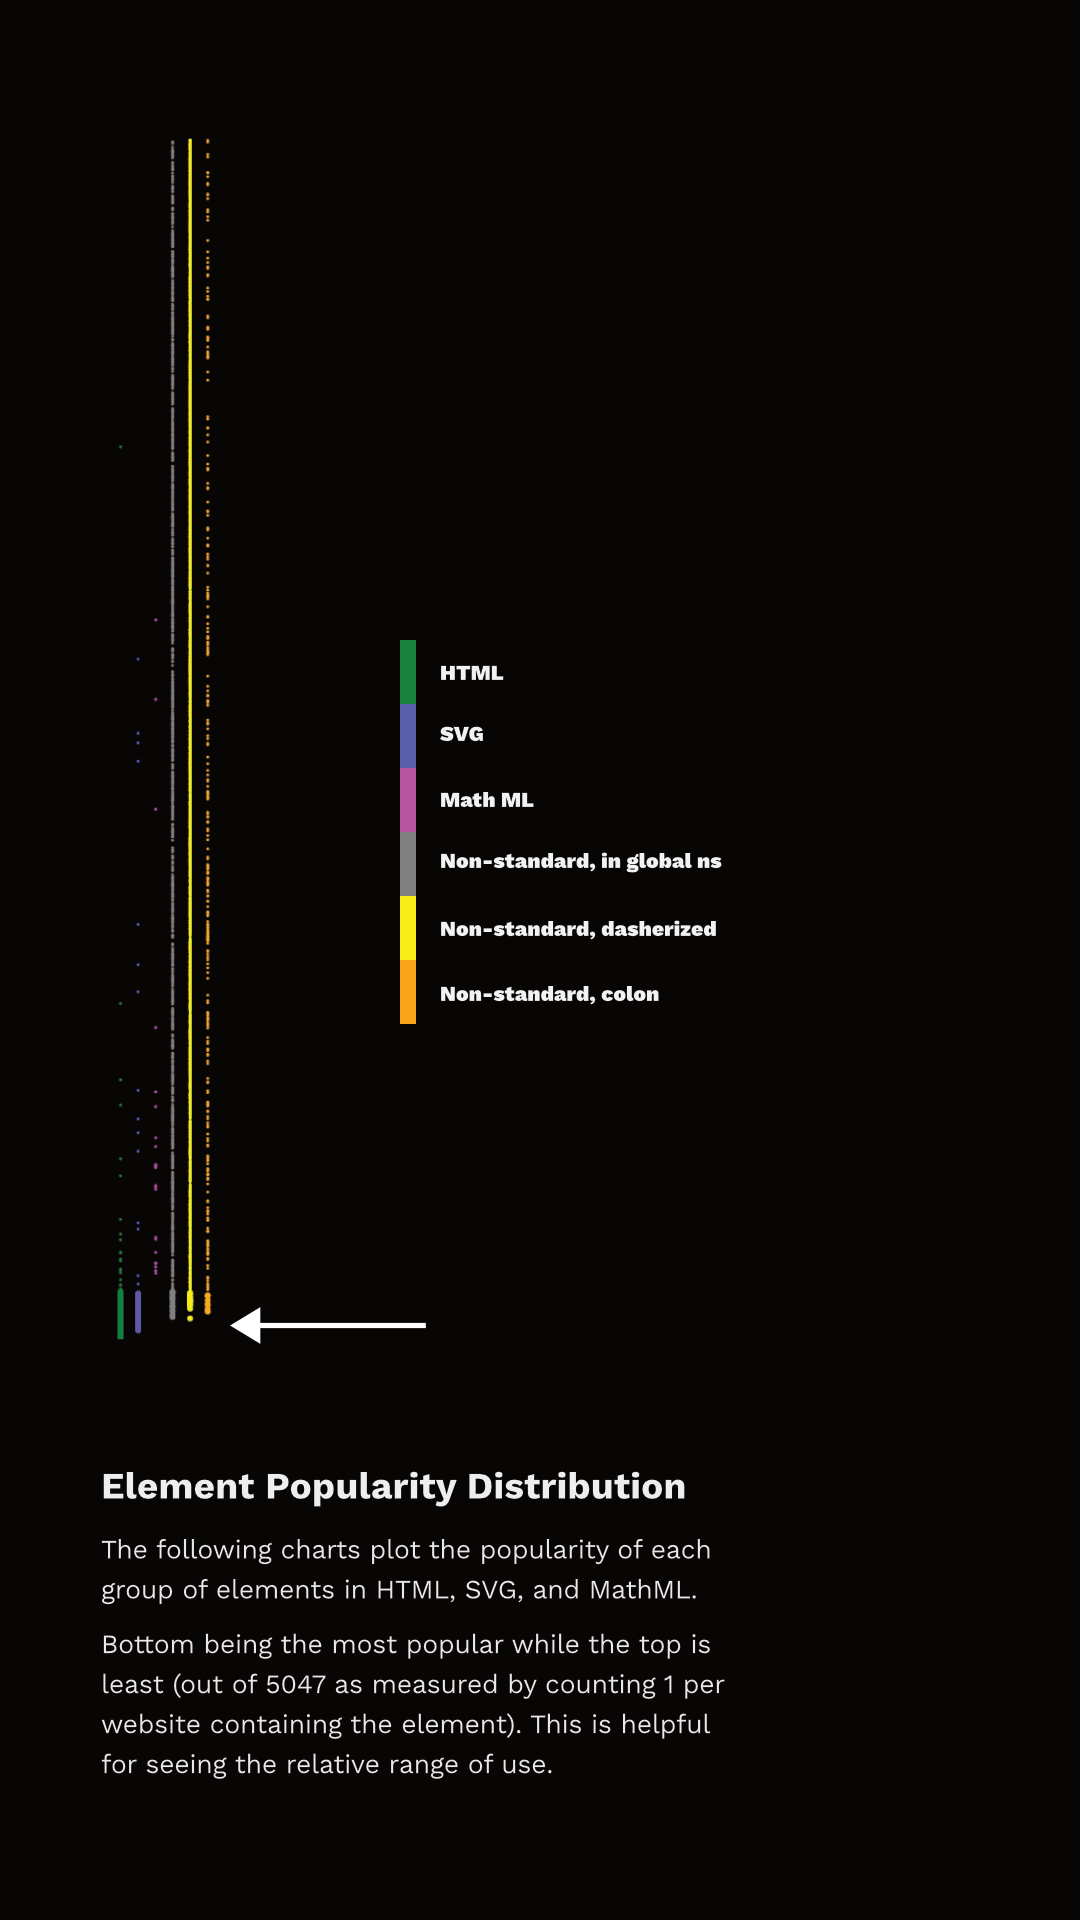 HTML
SVG
Math ML
Non-standard, in global ns
Non-standard, dasherized
Non-standard, colon
Element Popularity Distribution
The following charts plot the popularity of each
group of elements in HTML, SVG, and MathML.
Bottom being the most popular while the top is
least (out of 5047 as measured by counting 1 per
website containing the element). This is helpful
for seeing the relative range of use.